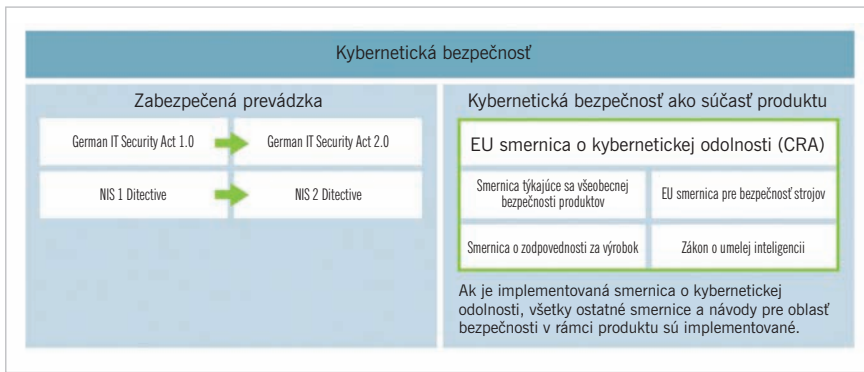 Kybernetická bezpečnosť
Zabezpečená prevádzka
German IT Security Act 1.0
German IT Security Act 2.0
NIS 1 Ditective
NIS 2 Ditective
Kybernetická bezpečnosť ako súčasť produktu
EU smernica o kybernetickej odolnosti (CRA)
Smernica týkajúce sa všeobecnej
bezpečnosti produktov
EU smernica pre bezpečnosť strojov
Smernica o zodpovednosti za výrobok
Zákon o umelej inteligencii
Ak je implementovaná smernica o kybernetickej
odolnosti, všetky ostatné smernice a návody pre oblasť
bezpečnosti v rámci produktu sú implementované.